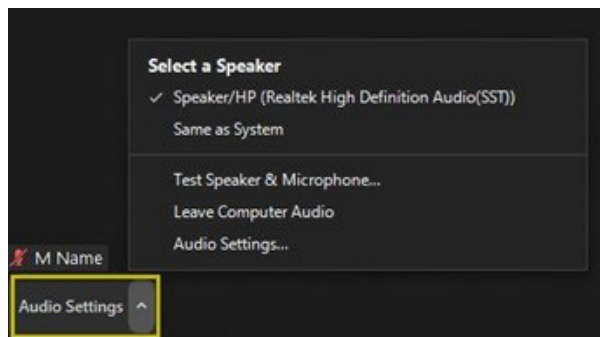 Select a Speaker
Speaker/HP (Realtek High Definition Audio(SST))
Same as System
Test Speaker & Microphone...
Leave Computer Audio
Audio Settings...
M Name
Audio Settings